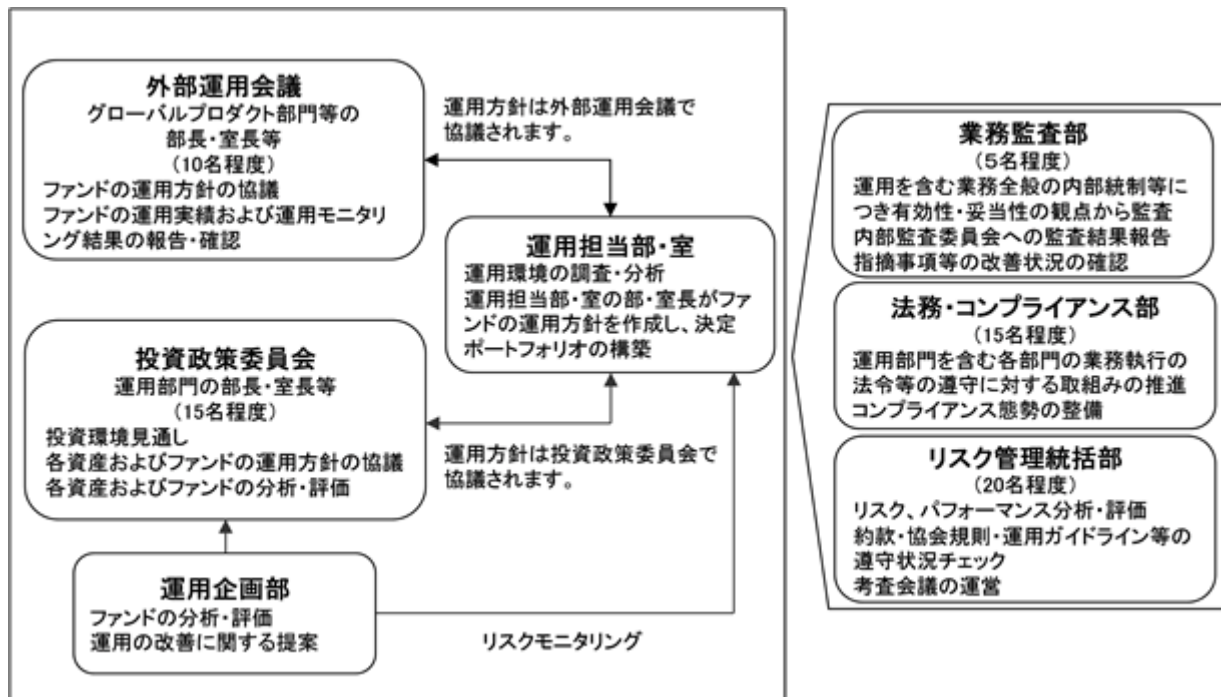 外部運用会議
グローバルプロダクト部門等の
部長・室長等
(10名程度)
ファンドの運用方針の協議
ファンドの運用実績および運用モニタリ
ング結果の報告・確認
運用方針は外部運用会議で
協議されます。
運用担当部・室
運用環境の調査・分析
運用担当部・室の部・室長がファ
ンドの運用方針を作成し、決定
ポートフォリオの構築
投資政策委員会
運用部門の部長・室長等
(15名程度)
投資環境見通し
各資産およびファンドの運用方針の協議
各資産およびファンドの分析・評価
運用方針は投資政策委員会で
協議されます。
運用企画部
ファンドの分析・評価
運用の改善に関する提案
リスクモニタリング
業務監査部
(5名程度)
運用を含む業務全般の内部統制等に
つき有効性・妥当性の観点から監査
内部監査委員会への監査結果報告
指摘事項等の改善状況の確認
法務・コンプライアンス部
(15名程度)
運用部門を含む各部門の業務執行の
法令等の遵守に対する取組みの推進
コンプライアンス態勢の整備
リスク管理統括部
(20名程度)
リスク、パフォーマンス分析・評価
約款・協会規則・運用ガイドライン等の
遵守状況チェック
考査会議の運営